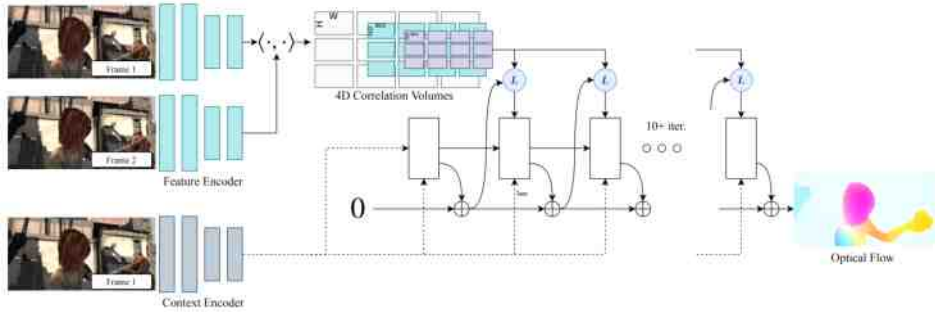 Frame 1
Frame 2
Feature Encoder
⟨· , ·⟩
H
W
4D Correlation Volumes
L
L
L
10+ iter.
0
Frame 1
Context Encoder
Optical Flow